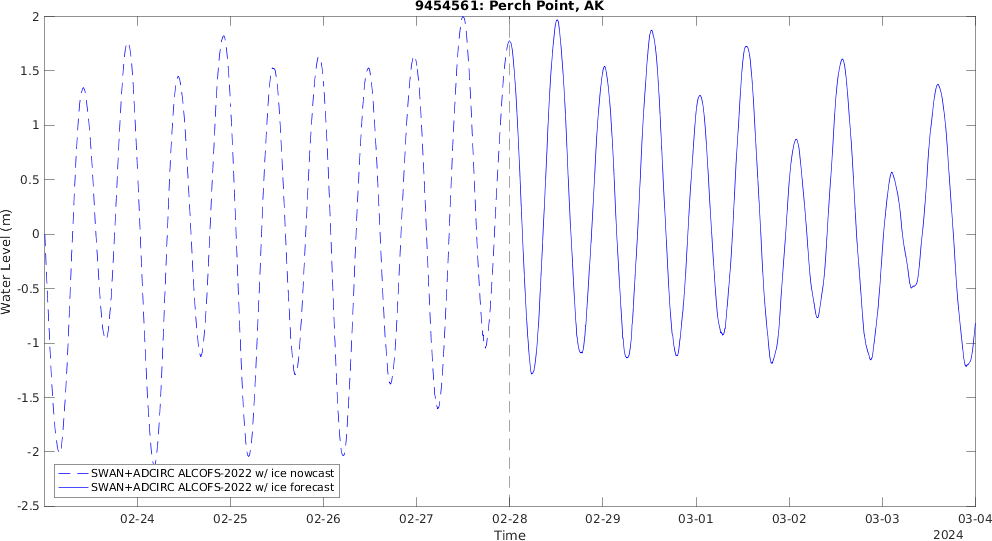 9454561: Perch Point, AK
2
1.5
1
0.5
0
-0.5
-1
-1.5
-2
-2.5
Water Level (m)
SWAN+ADCIRC ALCOFS-2022 w/ ice nowcast
SWAN+ADCIRC ALCOFS-2022 w/ ice forecast
02-24 02-25 02-26 02-27 02-28 02-29 03-01 03-02 03-03 03-04
Time
2024